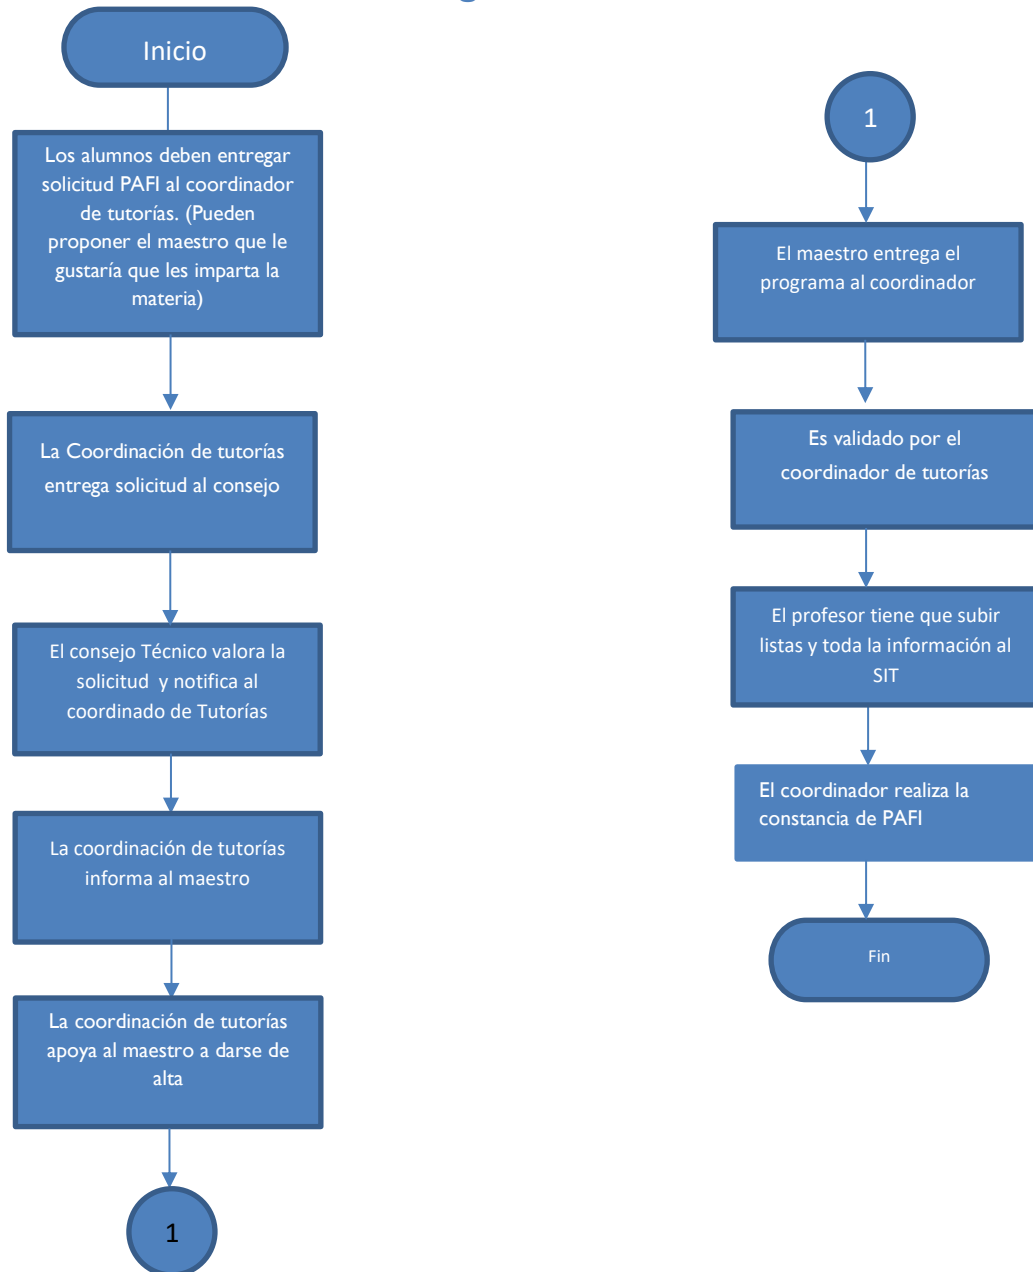 Inicio
Los alumnos deben entregar
solicitud PAFI al coordinador
de tutorías. (Pueden
proponer el maestro que le
gustaría que les imparta la
materia)
La Coordinación de tutorías
entrega solicitud al consejo
El consejo Técnico valora la
solicitud y notifica al
coordinado de Tutorías
La coordinación de tutorías
informa al maestro
La coordinación de tutorías
apoya al maestro a darse de
alta
1
1
El maestro entrega el
programa al coordinador
Es validado por el
coordinador de tutorías
El profesor tiene que subir
listas y toda la información al
SIT
El coordinador realiza la
constancia de PAFI
Fin